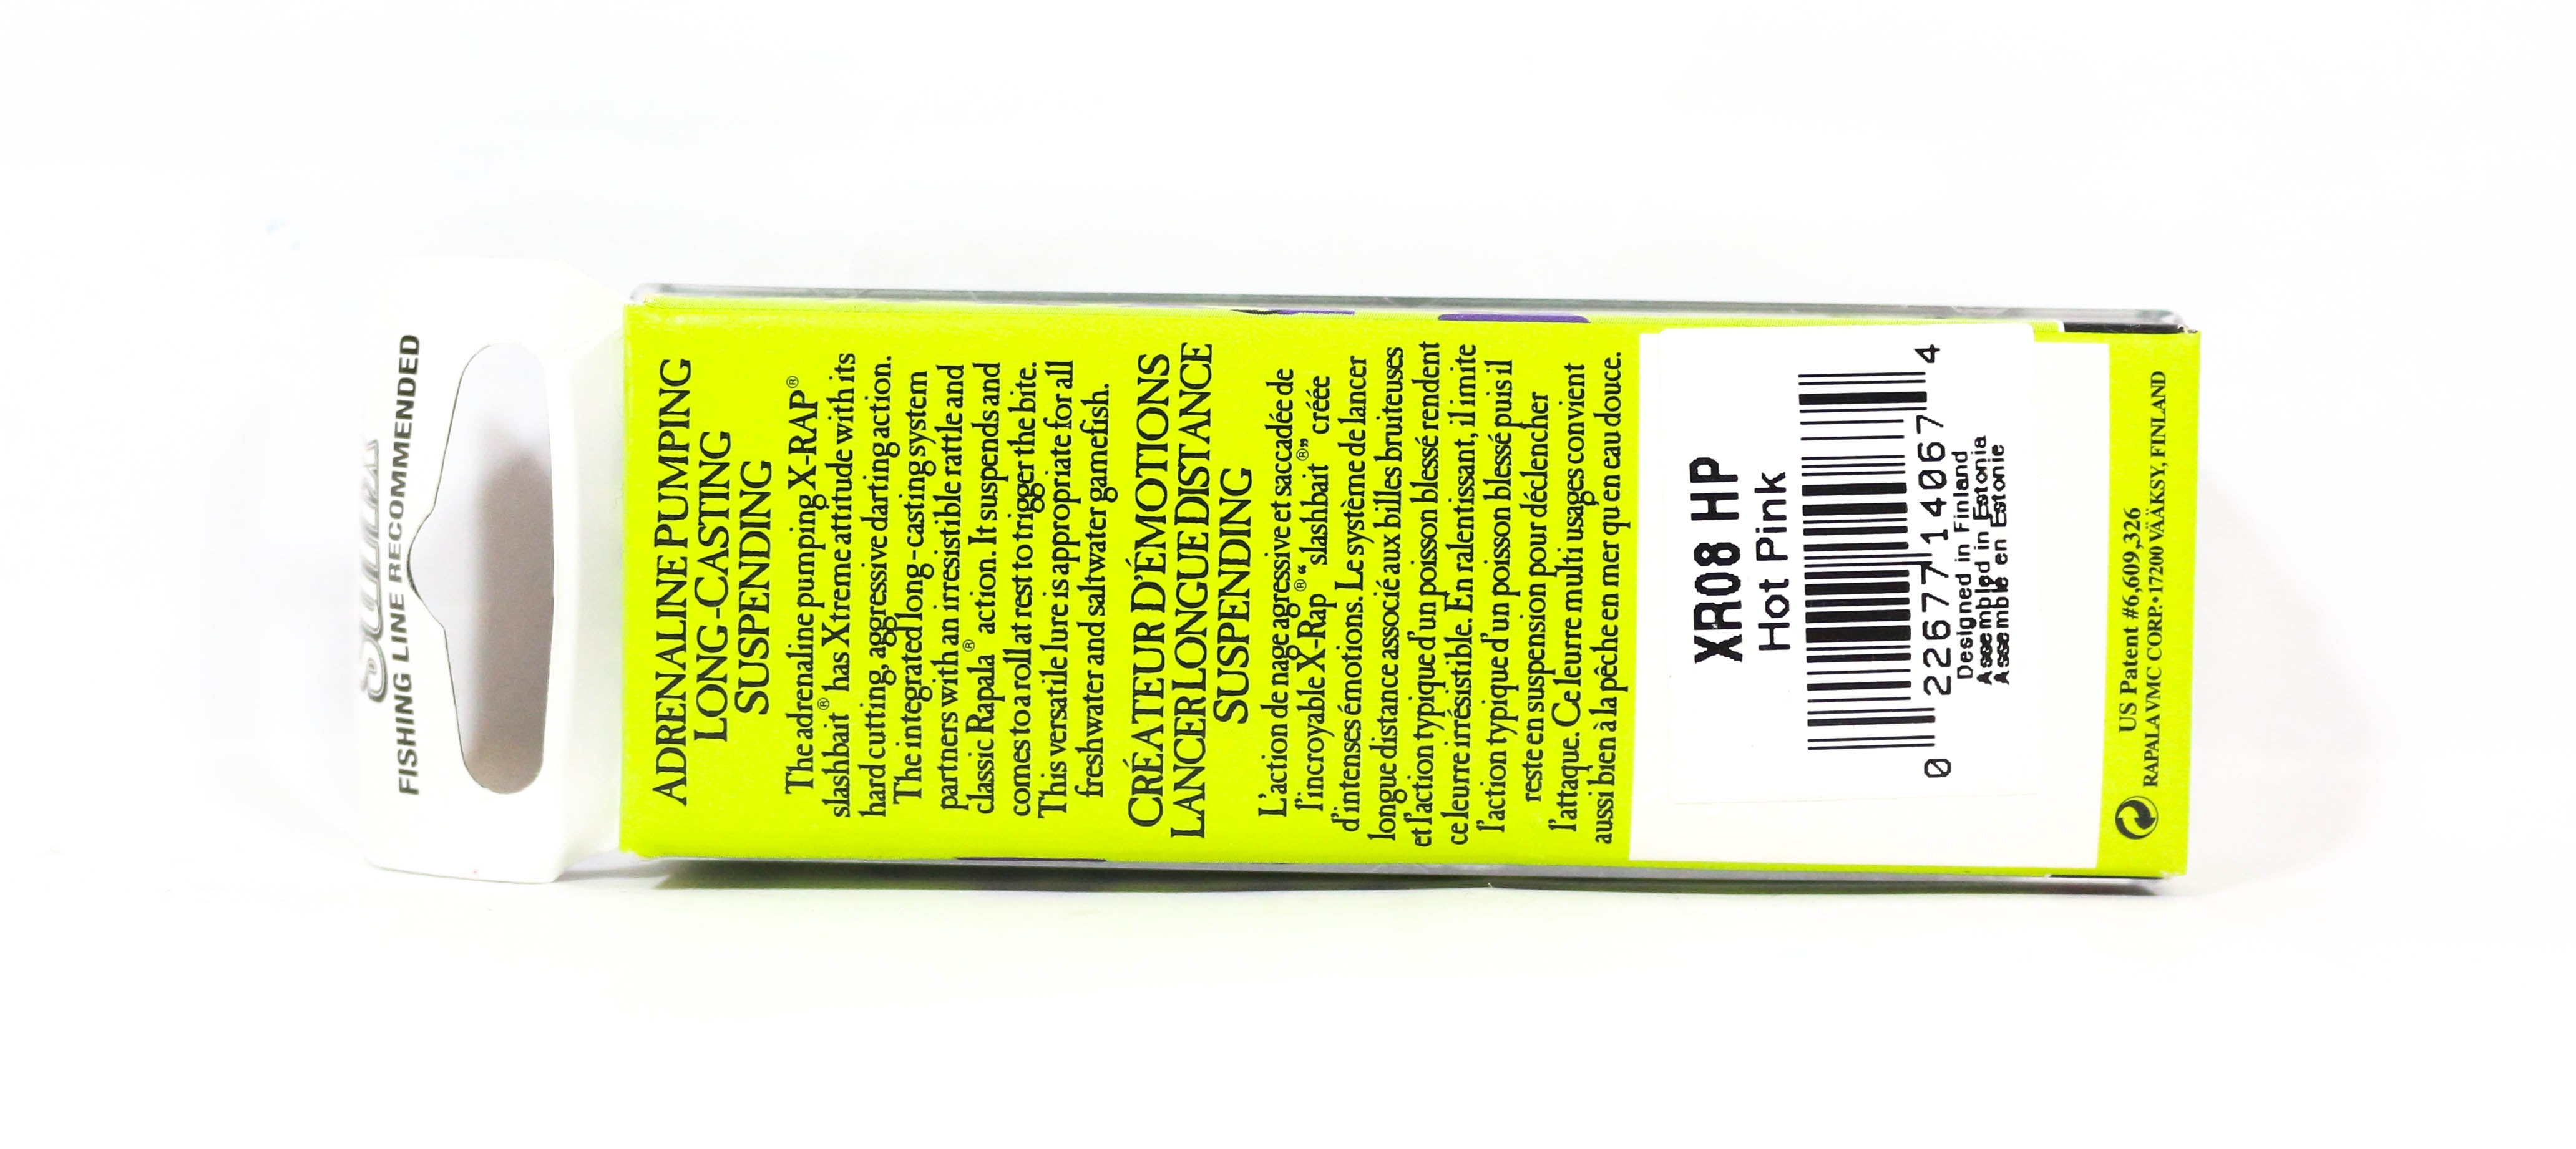 FISHING LINE RECOMMENDED
ADRENALINE PUMPING
LONG-CASTING
SUSPENDING
The adrenaline pumping X-RAP®
slashbait® has Xtreme attitude with its
hard cutting, aggressive darting action.
The integrated long-casting system
partners with an irresistible rattle and
classic Rapala® action. It suspends and
comes to a roll at rest to trigger the bite.
This versatile lure is appropriate for all
freshwater and saltwater gamefish.
CRÉATEUR D'ÉMOTIONS
LANCER LONGUE DISTANCE
SUSPENDING
L'action de nage agressive et saccadée de
l'incroyable X-Rap®“ slashbait®” créée
d'intenses émotions. Le système de lancer
longue distance associé aux billes bruiteuses
et l'action typique d'un poisson blessé rendent
ce leurre irrésistible. En ralentissant, il imite
l'action typique d'un poisson blessé puis il
reste en suspension pour déclencher
l'attaque. Ce leurre multi usages convient
aussi bien à la pêche en mer qu'en eau douce.
XR08 HP
Hot Pink
0 22677 14067 4
Designed in Finland
Assembled in Estonia
Assemblé en Estonie
US Patent #6,609,326
RAPALA VMC CORP. • 17200 VÄÄKSY, FINLAND